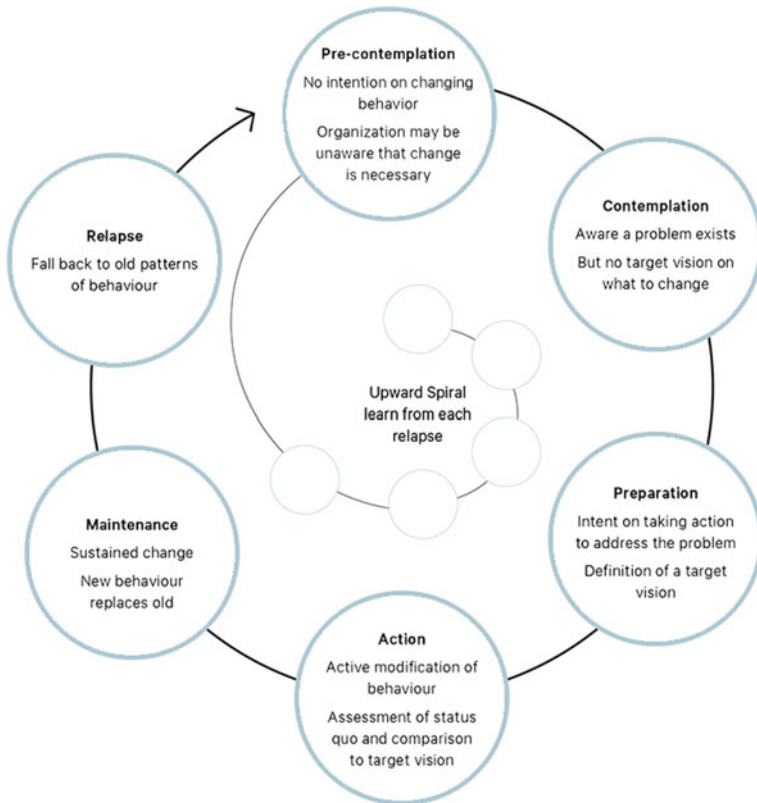 Pre-contemplation
No intention on changing
behavior
Organization may be
unaware that change
is necessary
Contemplation
Aware a problem exists
But no target vision on
what to change
Preparation
Intent on taking action
to address the problem
Definition of a target
vision
Action
Active modification of
behaviour
Assessment of status
quo and comparison
to target vision
Maintenance
Sustained change
New behaviour
replaces old
Relapse
Fall back to old patterns
of behaviour
Upward Spiral
learn from each
relapse